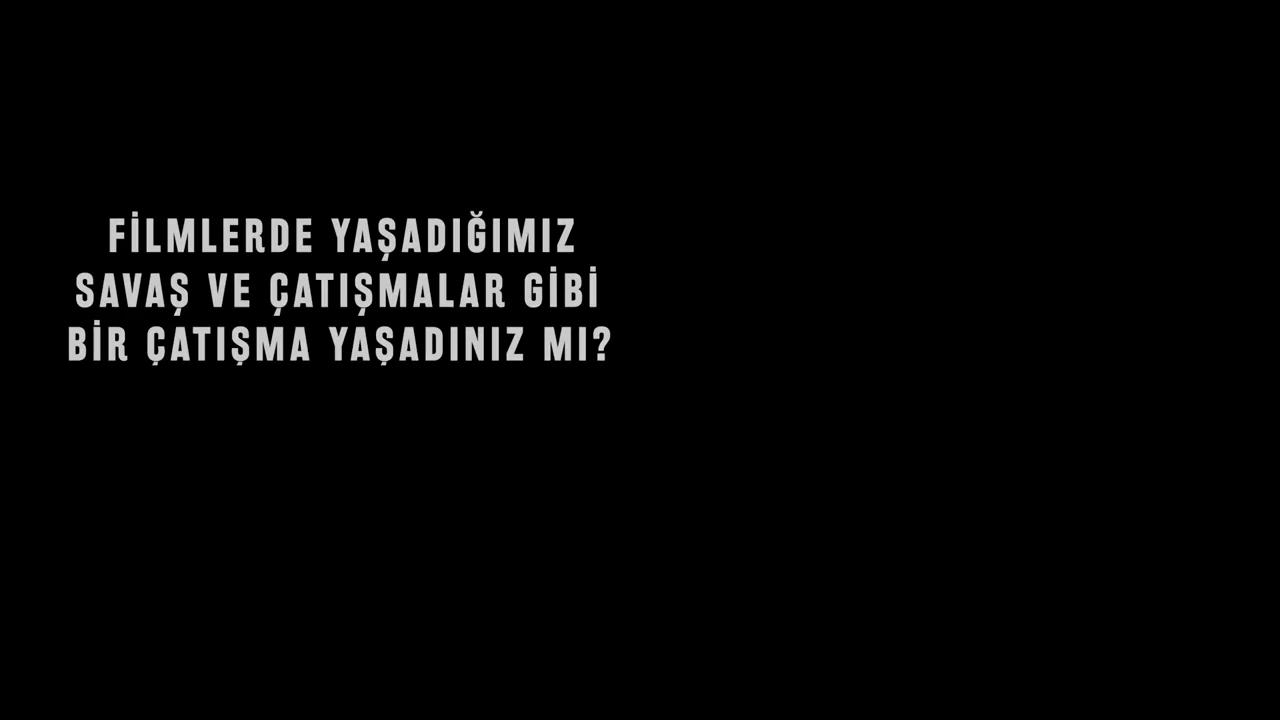 FİLMLERDE YAŞADIĞIMIZ
SAVAŞ VE ÇATIŞMALAR GİBİ
BİR ÇATIŞMA YAŞADINIZ MI?